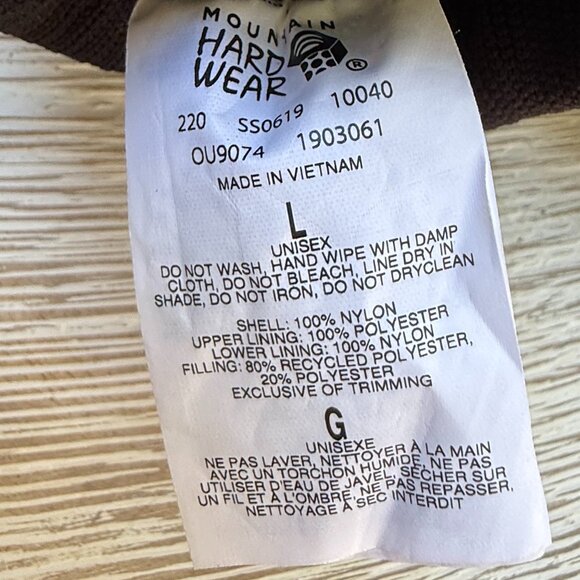 MOUNTAIN
HARD
WEAR ®
220 SS0619 10040
OU9074 1903061
MADE IN VIETNAM
L
UNISEX
DO NOT WASH, HAND WIPE WITH DAMP
CLOTH, DO NOT BLEACH, LINE DRY IN
SHADE, DO NOT IRON, DO NOT DRYCLEAN
SHELL: 100% NYLON
UPPER LINING: 100% POLYESTER
LOWER LINING: 100% NYLON
FILLING: 80% RECYCLED POLYESTER,
20% POLYESTER
EXCLUSIVE OF TRIMMING
G
UNISEXE
NE PAS LAVER, NETTOYER À LA MAIN
AVEC UN TORCHON HUMIDE, NE PAS
UTILISER D'EAU DE JAVEL, SÉCHER SUR
UN FIL ET À L'OMBRE, NE PAS REPASSER,
NETTOYAGE À SEC INTERDIT